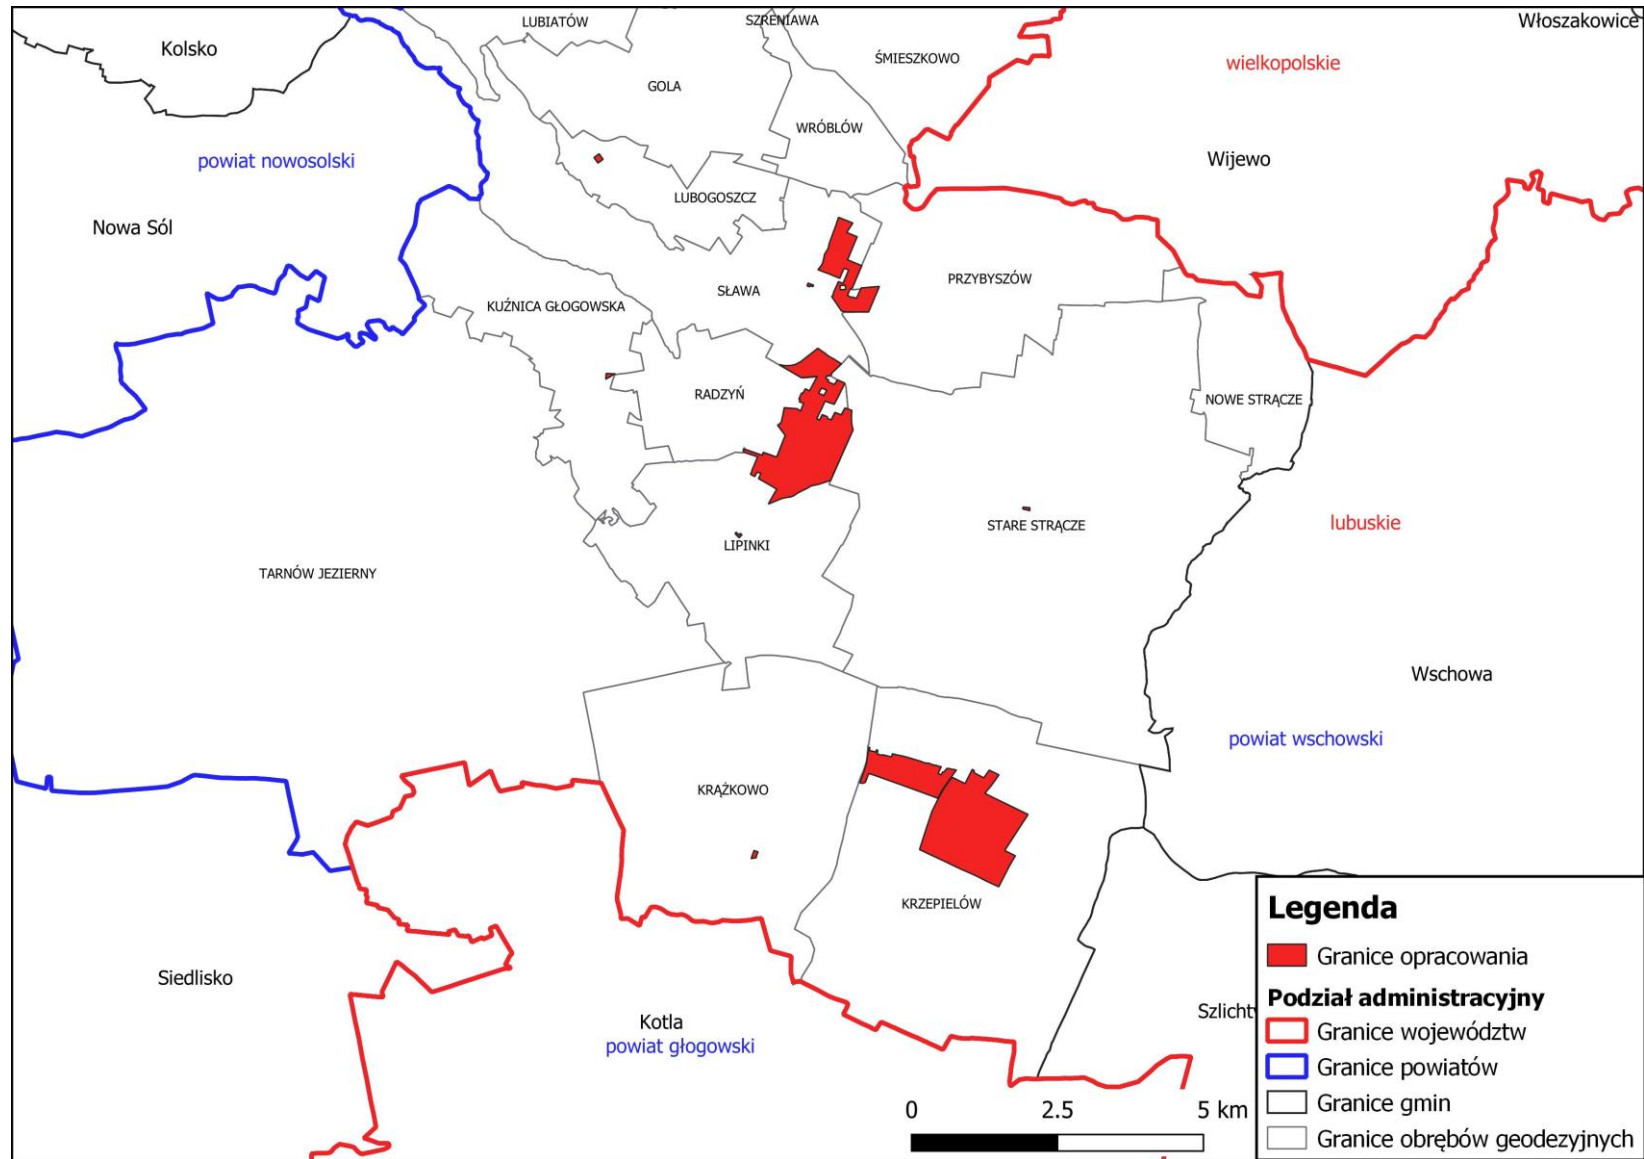 LUBIATÓW
SZRENIAWA
Włoszakowice
Kolsko
ŚMIESZKOWO
wielkopolskie
GOLA
WRÓBLÓW
powiat nowosolski
Wijewo
LUBOGOSZCZ
Nowa Sól
PRZYBYSZÓW
SŁAWA
KUŹNICA GŁOGOWSKA
RADZYŃ
NOWE STRĄCZE
STARE STRĄCZE
lubuskie
LIPINKI
TARNÓW JEZIERNY
Wschowa
powiat wschowski
KRĄŻKOWO
KRZEPIELÓW
Siedlisko
Kotla
powiat głogowski
Szlicht
Legenda
Granice opracowania
Podział administracyjny
Granice województw
Granice powiatów
Granice gmin
Granice obrębów geodezyjnych
0 2.5 5 km